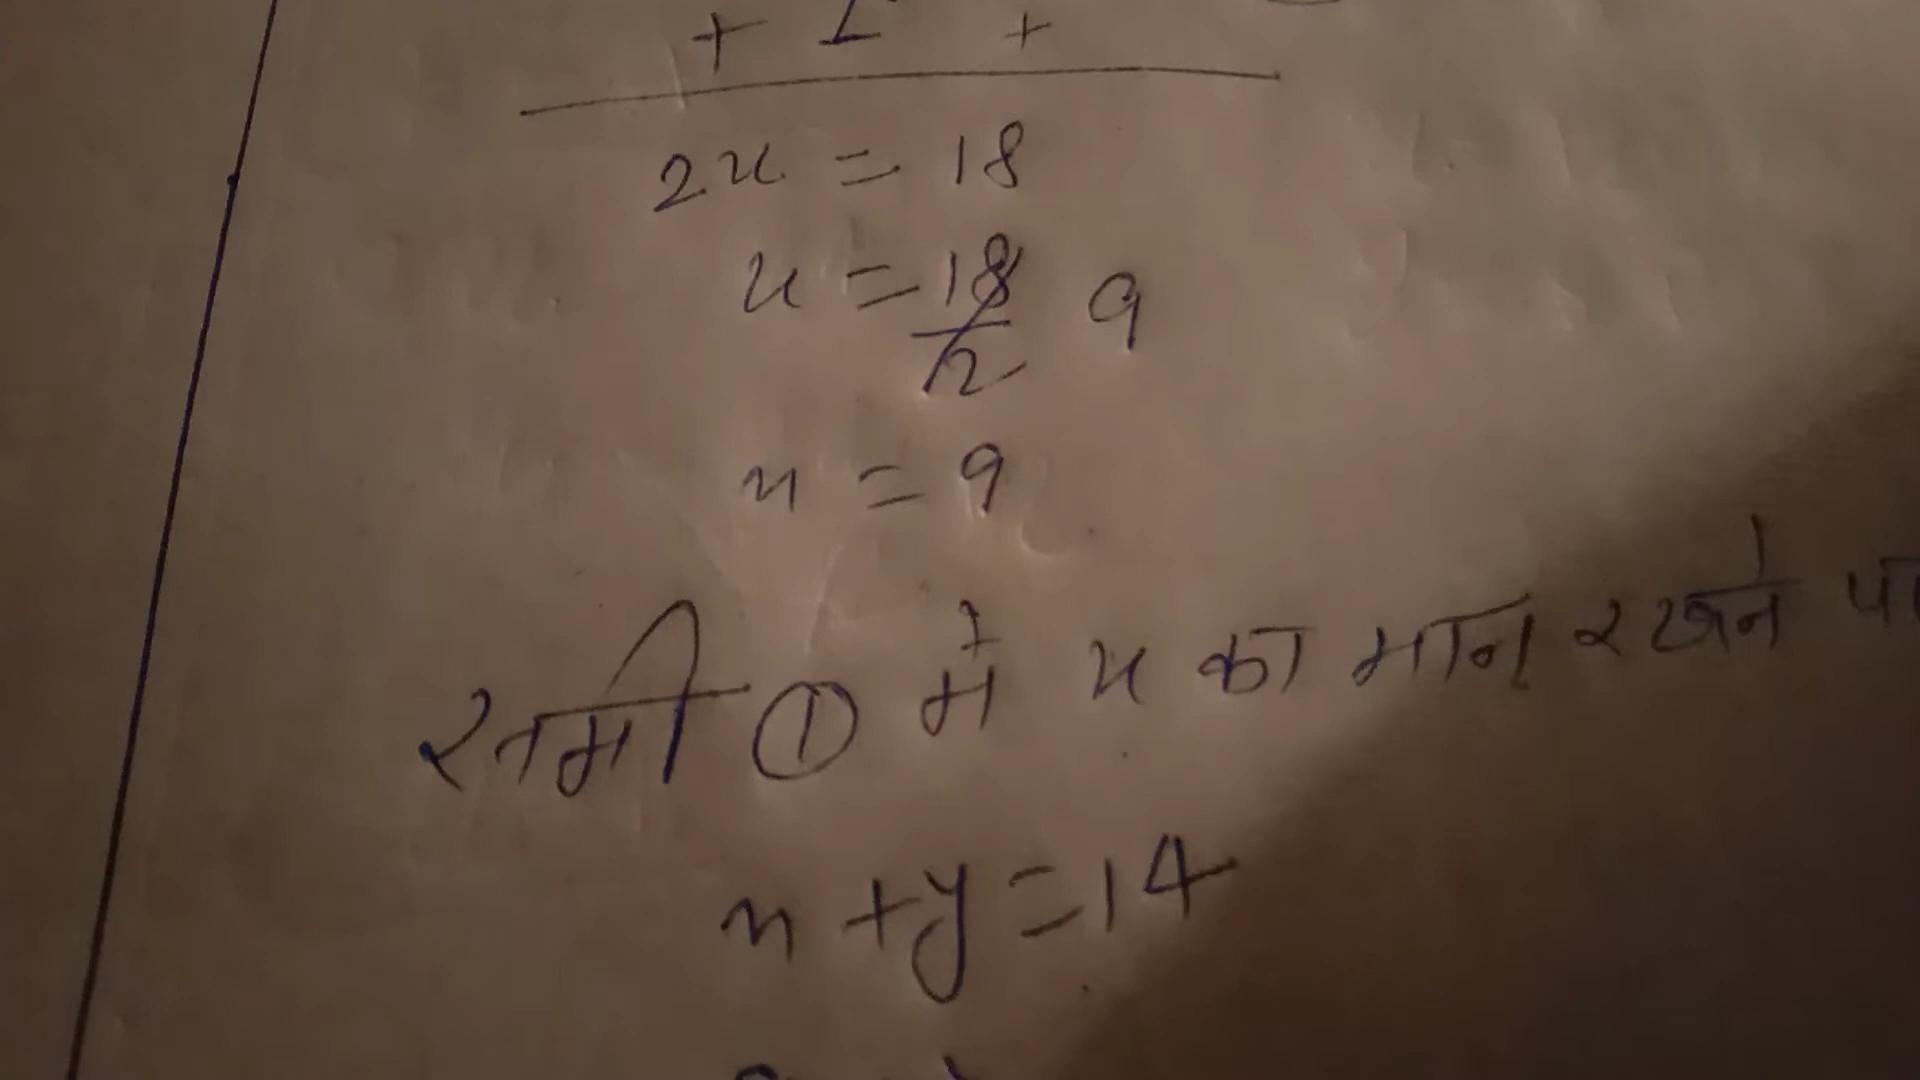 + ± +
2x = 18
x = 18/2 9
x = 9
समी ① में x का मान रखने
x + y = 14